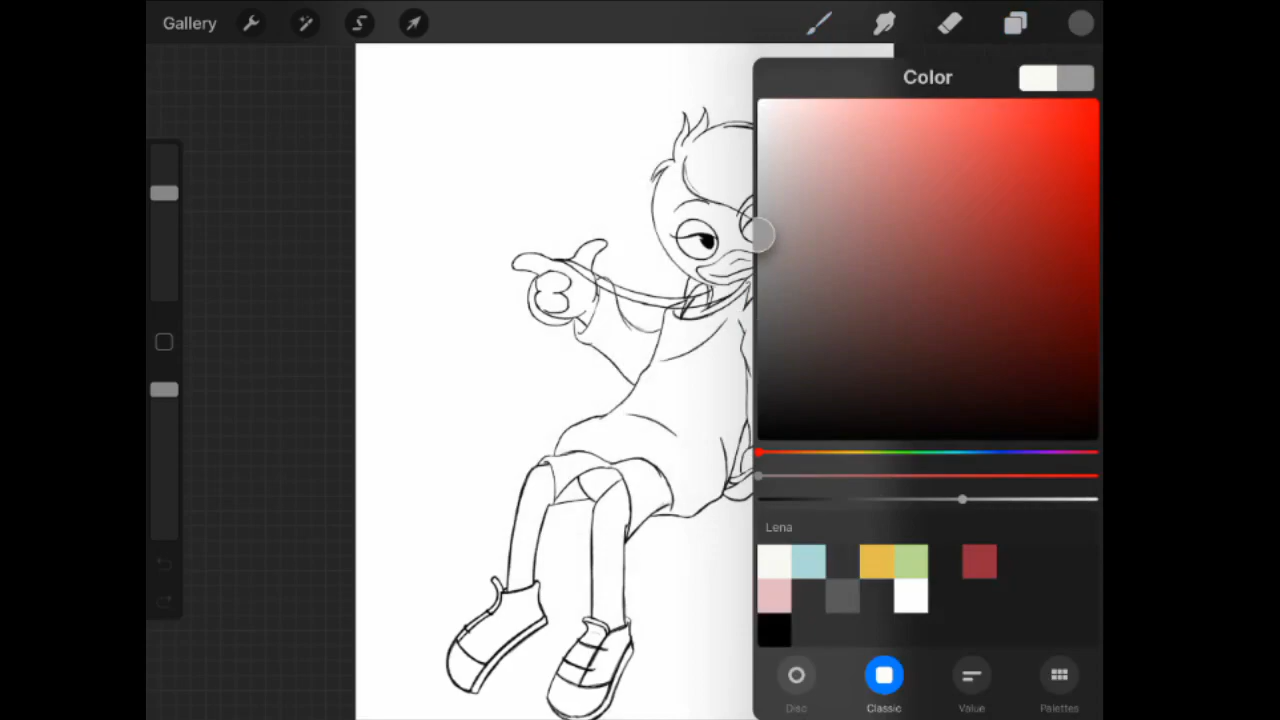 Gallery
Color
Lena
Disc
Classic
Value
Palettes